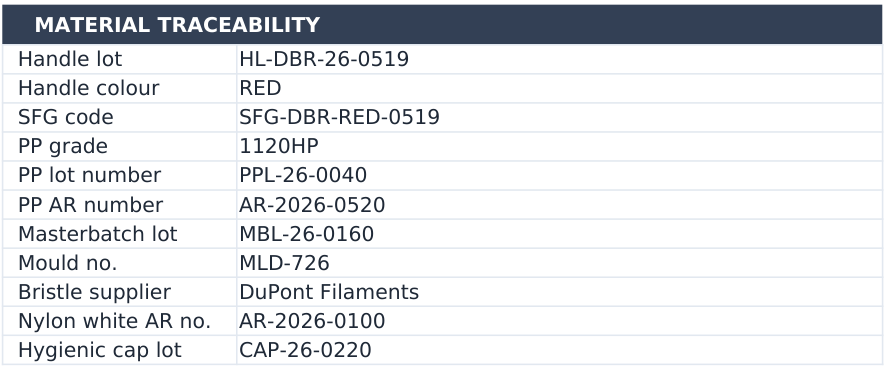 MATERIAL TRACEABILITY
Handle lot HL-DBR-26-0519
Handle colour RED
SFG code SFG-DBR-RED-0519
PP grade 1120HP
PP lot number PPL-26-0040
PP AR number AR-2026-0520
Masterbatch lot MBL-26-0160
Mould no. MLD-726
Bristle supplier DuPont Filaments
Nylon white AR no. AR-2026-0100
Hygienic cap lot CAP-26-0220